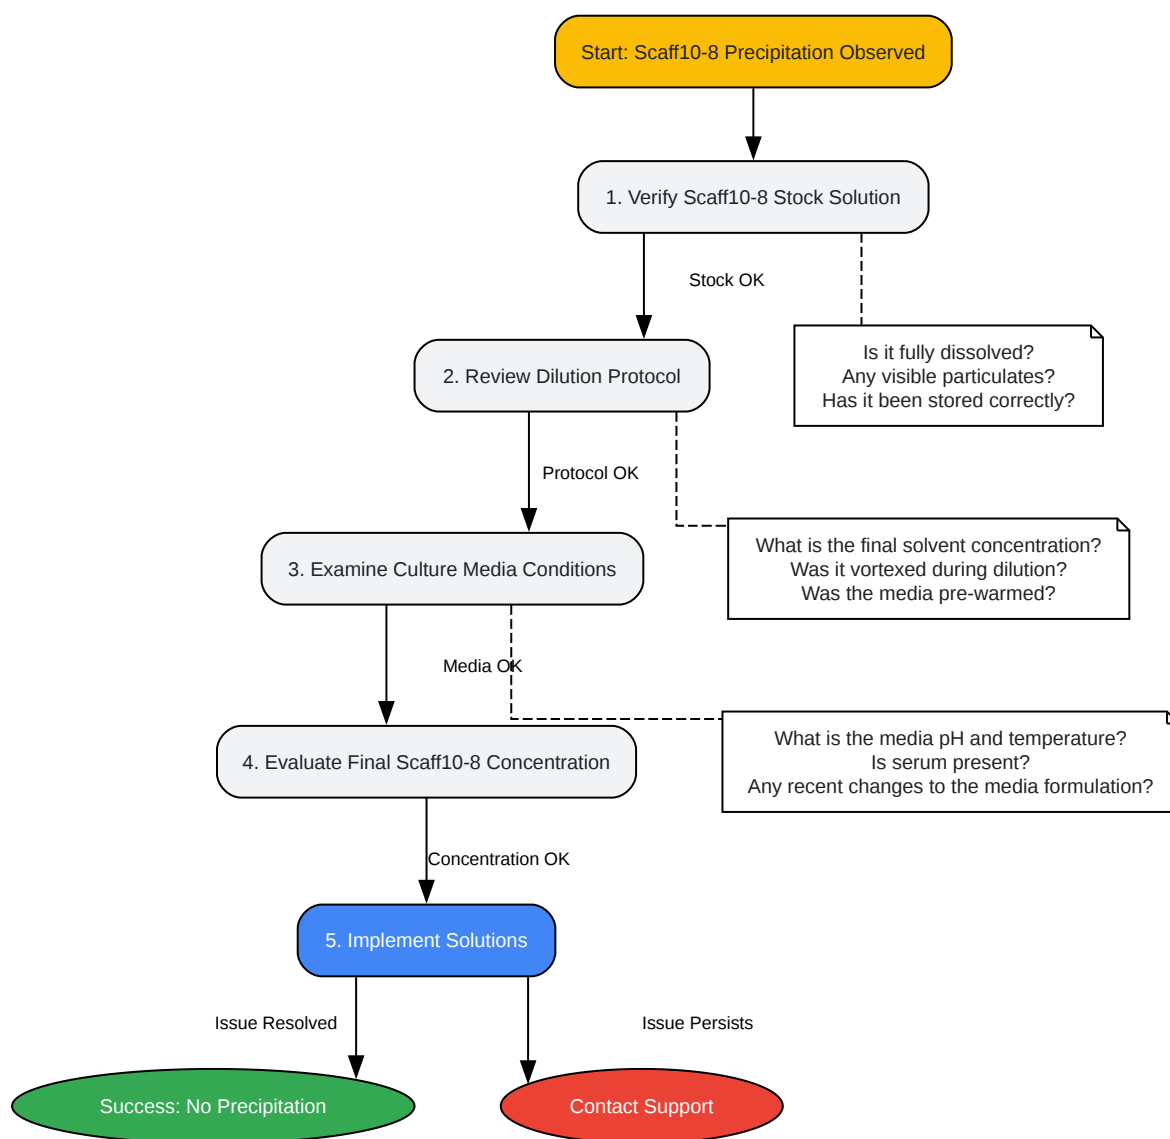 Start: Scaff10-8 Precipitation Observed
1. Verify Scaff10-8 Stock Solution
Stock OK
Is it fully dissolved?
Any visible particulates?
Has it been stored correctly?
2. Review Dilution Protocol
Protocol OK
What is the final solvent concentration?
Was it vortexed during dilution?
Was the media pre-warmed?
3. Examine Culture Media Conditions
Media OK
What is the media pH and temperature?
Is serum present?
Any recent changes to the media formulation?
4. Evaluate Final Scaff10-8 Concentration
Concentration OK
5. Implement Solutions
Issue Resolved
Issue Persists
Success: No Precipitation
Contact Support